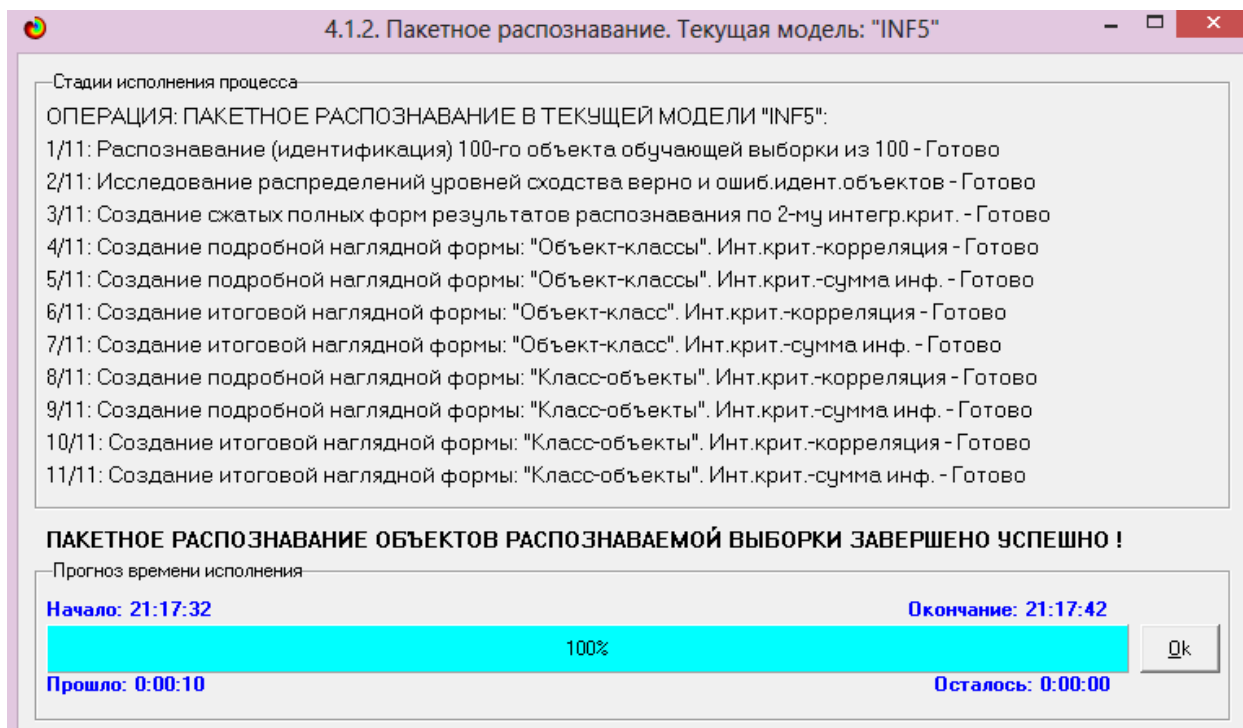 4.1.2. Пакетное распознавание. Текущая модель: "INF5"
Стадии исполнения процесса
ОПЕРАЦИЯ: ПАКЕТНОЕ РАСПОЗНАВАНИЕ В ТЕКУЩЕЙ МОДЕЛИ "INF5":
1/11: Распознавание (идентификация) 100-го объекта обучающей выборки из 100 - Готово
2/11: Исследование распределений уровней сходства верно и ошиб.идент.объектов - Готово
3/11: Создание сжатых полных форм результатов распознавания по 2-му интегр.крит. - Готово
4/11: Создание подробной наглядной формы: "Объект-классы". Инт.крит.-корреляция - Готово
5/11: Создание подробной наглядной формы: "Объект-классы". Инт.крит.-сумма инф. - Готово
6/11: Создание итоговой наглядной формы: "Объект-класс". Инт.крит.-корреляция - Готово
7/11: Создание итоговой наглядной формы: "Объект-класс". Инт.крит.-сумма инф. - Готово
8/11: Создание подробной наглядной формы: "Класс-объекты". Инт.крит.-корреляция - Готово
9/11: Создание подробной наглядной формы: "Класс-объекты". Инт.крит.-сумма инф. - Готово
10/11: Создание итоговой наглядной формы: "Класс-объекты". Инт.крит.-корреляция - Готово
11/11: Создание итоговой наглядной формы: "Класс-объекты". Инт.крит.-сумма инф. - Готово
ПАКЕТНОЕ РАСПОЗНАВАНИЕ ОБЪЕКТОВ РАСПОЗНАВАЕМОЙ ВЫБОРКИ ЗАВЕРШЕНО УСПЕШНО !
Прогноз времени исполнения
Начало: 21:17:32 Окончание: 21:17:42
100% Ok
Прошло: 0:00:10 Осталось: 0:00:00